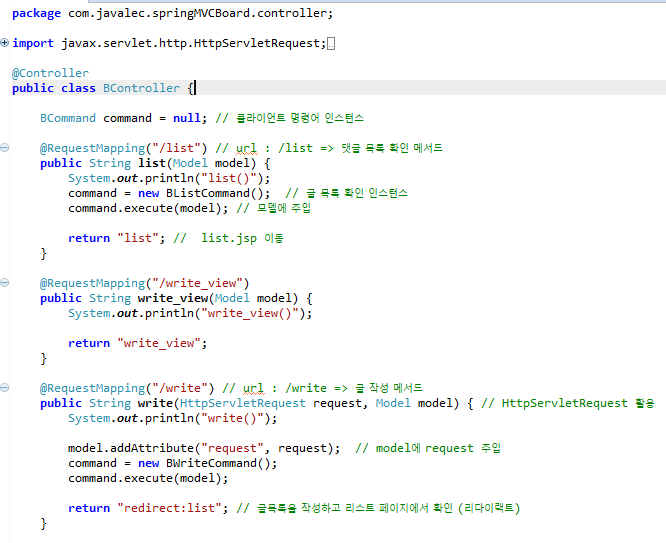 package com.javalec.springMVCBoard.controller;
import javax.servlet.http.HttpServletRequest;
@Controller
public class BController {
BCommand command = null; // 클라이언트 명령어 인스턴스
@RequestMapping("/list") // url : /list => 댓글 목록 확인 메서드
public String list(Model model) {
System.out.println("list()");
command = new BListCommand();  // 글 목록 확인 인스턴스
command.execute(model); // 모델에 주입
return "list"; //  list.jsp 이동
}
@RequestMapping("/write_view")
public String write_view(Model model) {
System.out.println("write_view()");
return "write_view";
}
@RequestMapping("/write") // url : /write => 글 작성 메서드
public String write(HttpServletRequest request, Model model) { // HttpServletRequest 활용
System.out.println("write()");
model.addAttribute("request", request);  // model에 request 주입
command = new BWriteCommand();
command.execute(model);
return "redirect:list"; // 글목록을 작성하고 리스트 페이지에서 확인 (리다이랙트)
}